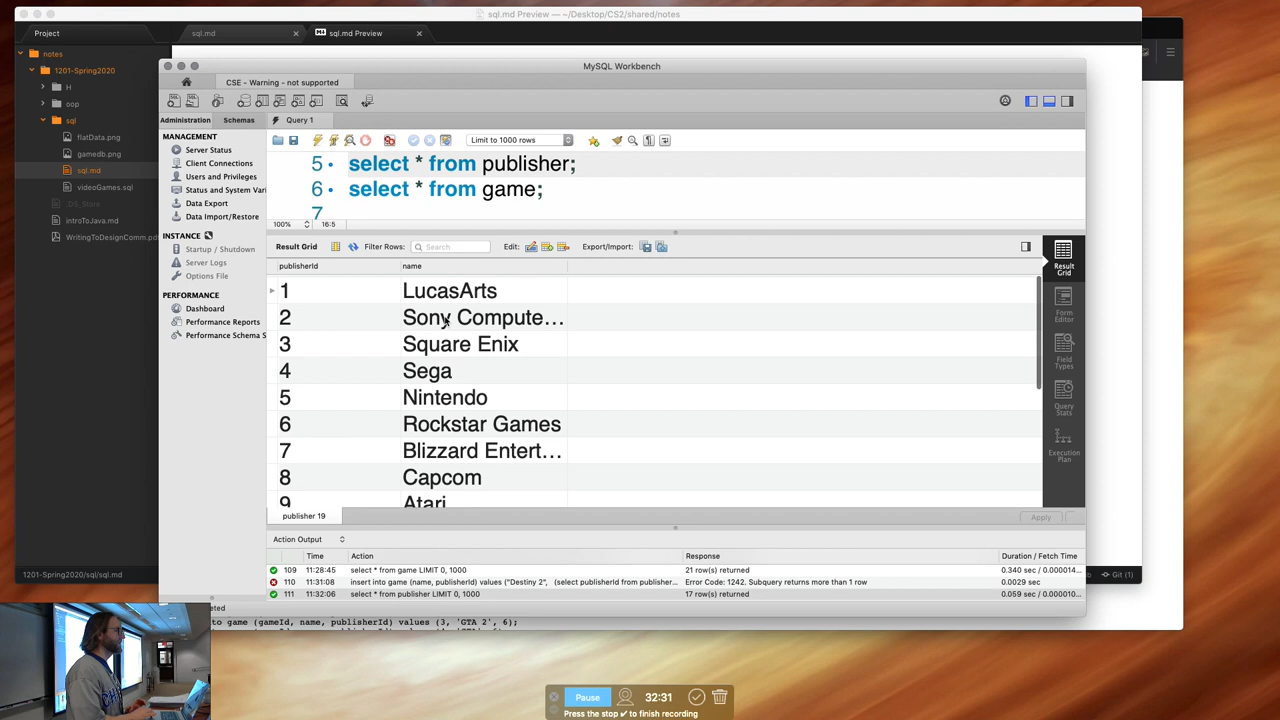 sql.md Preview — ~/Desktop/CS2/shared/notes
Project
sql.md
sql.md Preview
notes
1201-Spring2020
H
oop
sql
flatData.png
gamedb.png
sql.md
videoGames.sql
.DS_Store
introToJava.md
WritingToDesignComm.pd
1201-Spring2020/sql/sql.md
MySQL Workbench
CSE - Warning - not supported
Administration Schemas
Query 1
MANAGEMENT
Server Status
Client Connections
Users and Privileges
Status and System Vari
Data Export
Data Import/Restore
INSTANCE
Startup / Shutdown
Server Logs
Options File
PERFORMANCE
Dashboard
Performance Reports
Performance Schema S
Limit to 1000 rows
5 select * from publisher;
6 select * from game;
7
100% 16:5
Result Grid Filter Rows: Search Edit: Export/Import:
publisherId name
1 LucasArts
2 Sony Compute...
3 Square Enix
4 Sega
5 Nintendo
6 Rockstar Games
7 Blizzard Entert...
8 Capcom
9 Atari
Result Grid
Form Editor
Field Types
Query Stats
Execution Plan
publisher 19
Apply
Action Output
Time Action Response Duration / Fetch Time
109 11:28:45 select * from game LIMIT 0, 1000 21 row(s) returned 0.340 sec / 0.000014...
110 11:31:08 insert into game (name, publisherId) values ("Destiny 2", (select publisherId from publisher... Error Code: 1242. Subquery returns more than 1 row 0.0029 sec
111 11:32:06 select * from publisher LIMIT 0, 1000 17 row(s) returned 0.059 sec / 0.000010...
Git (1)
to game (gameId, name, publisherId) values (3, 'GTA 2', 6);
Pause 32:31
Press the stop ✔ to finish recording